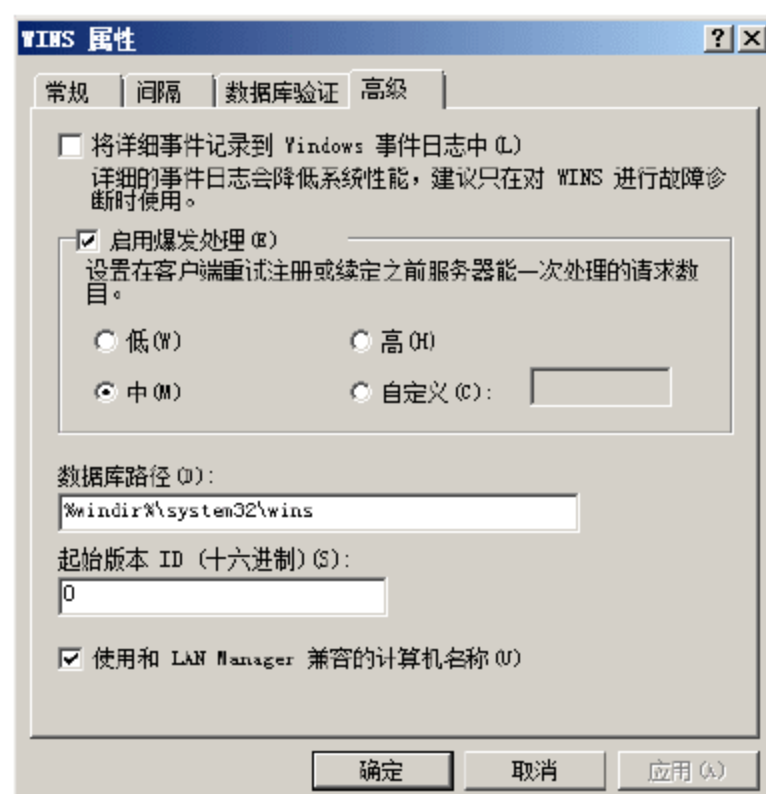 WINS 属性
常规 间隔 数据库验证 高级
将详细事件记录到 Windows 事件日志中(L)
详细的事件日志会降低系统性能，建议只在对 WINS 进行故障诊
断时使用。
启用爆发处理(E)
设置在客户端重试注册或续定之前服务器能一次处理的请求数
目。
低(W) 高(H)
中(M) 自定义(C):
数据库路径(D):
%windir%\system32\wins
起始版本 ID (十六进制)(S):
0
使用和 LAN Manager 兼容的计算机名称(U)
确定 取消 应用(A)